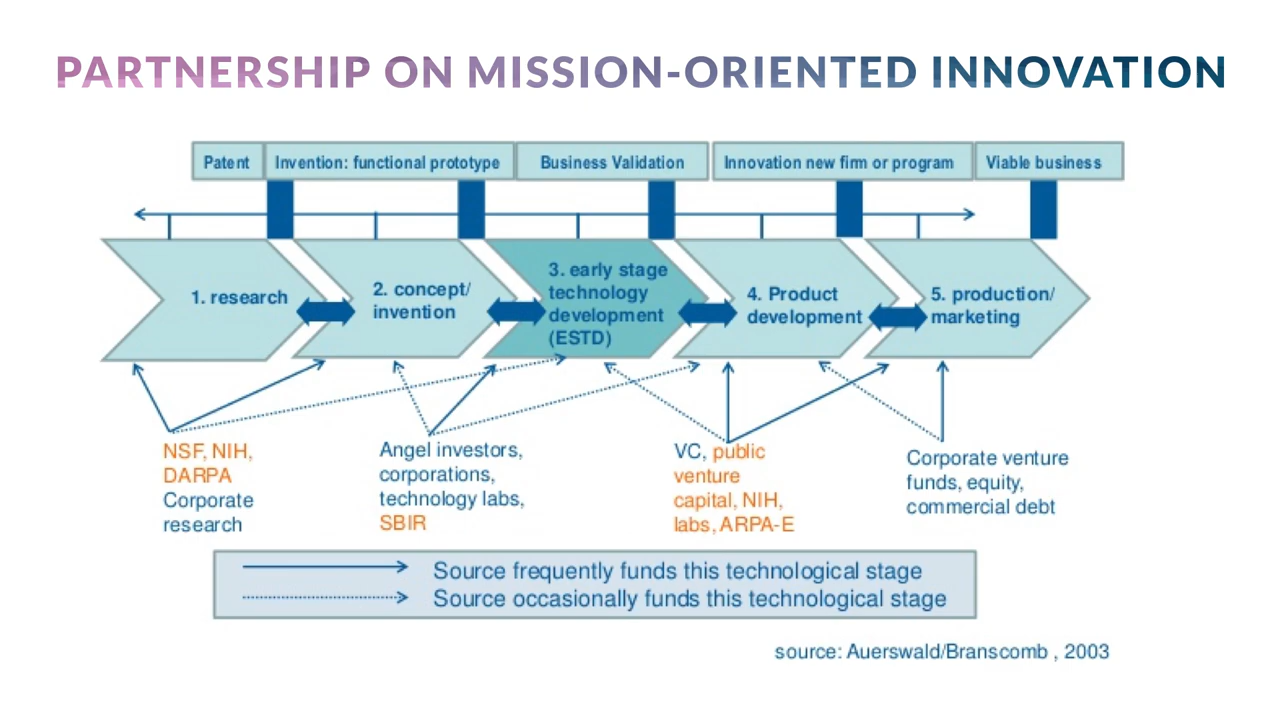 PARTNERSHIP ON MISSION-ORIENTED INNOVATION
Patent
Invention: functional prototype
Business Validation
Innovation new firm or program
Viable business
1. research
2. concept/
invention
3. early stage
technology
development
(ESTD)
4. Product
development
5. production/
marketing
NSF, NIH,
DARPA
Corporate
research
Angel investors,
corporations,
technology labs,
SBIR
VC, public
venture
capital, NIH,
labs, ARPA-E
Corporate venture
funds, equity,
commercial debt
Source frequently funds this technological stage
Source occasionally funds this technological stage
source: Auerswald/Branscomb , 2003